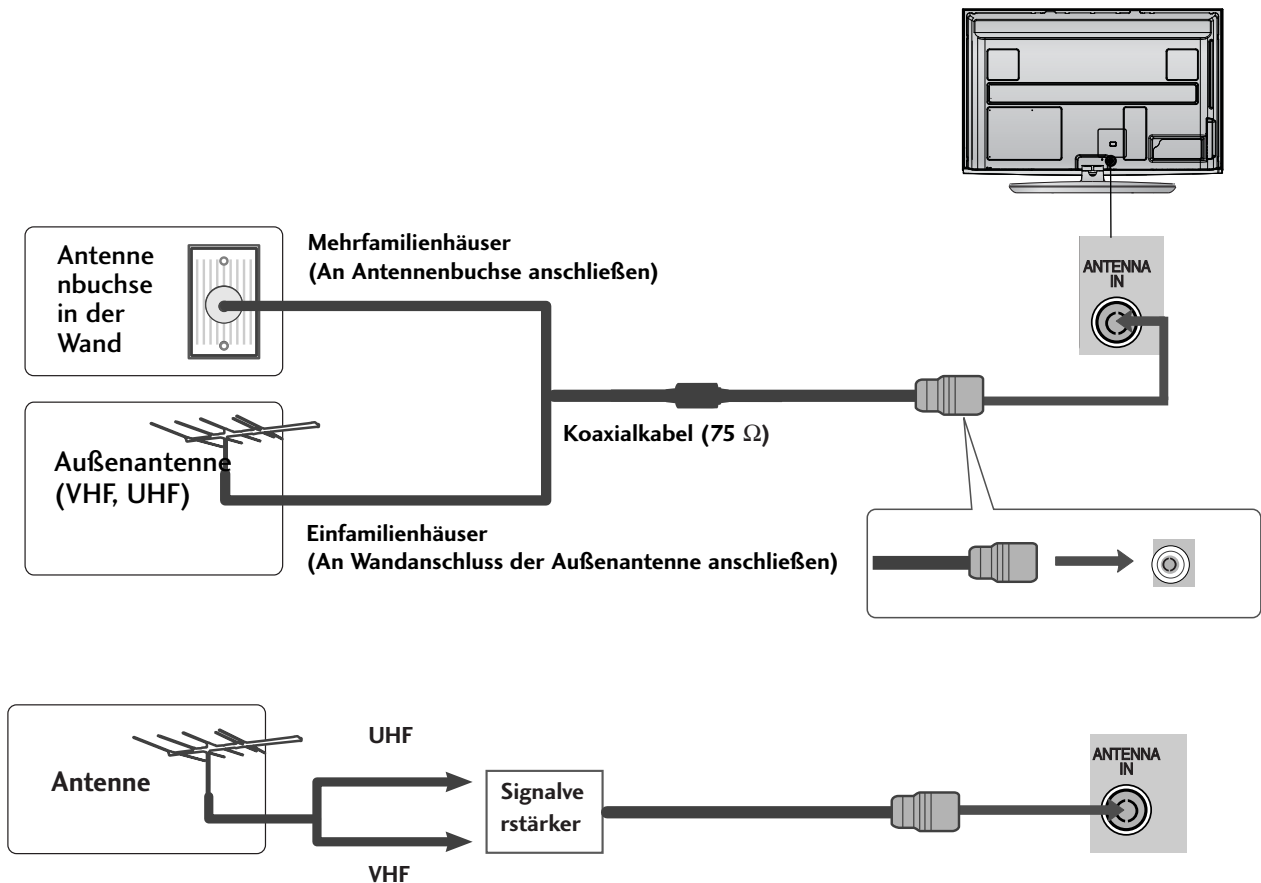 Antenne
nbuchse
in der
Wand
Mehrfamilienhäuser
(An Antennenbuchse anschließen)
ANTENNA
IN
Außenantenne
(VHF, UHF)
Koaxialkabel (75 Ω)
Einfamilienhäuser
(An Wandanschluss der Außenantenne anschließen)
Antenne
UHF
VHF
Signalve
rstärker
ANTENNA
IN